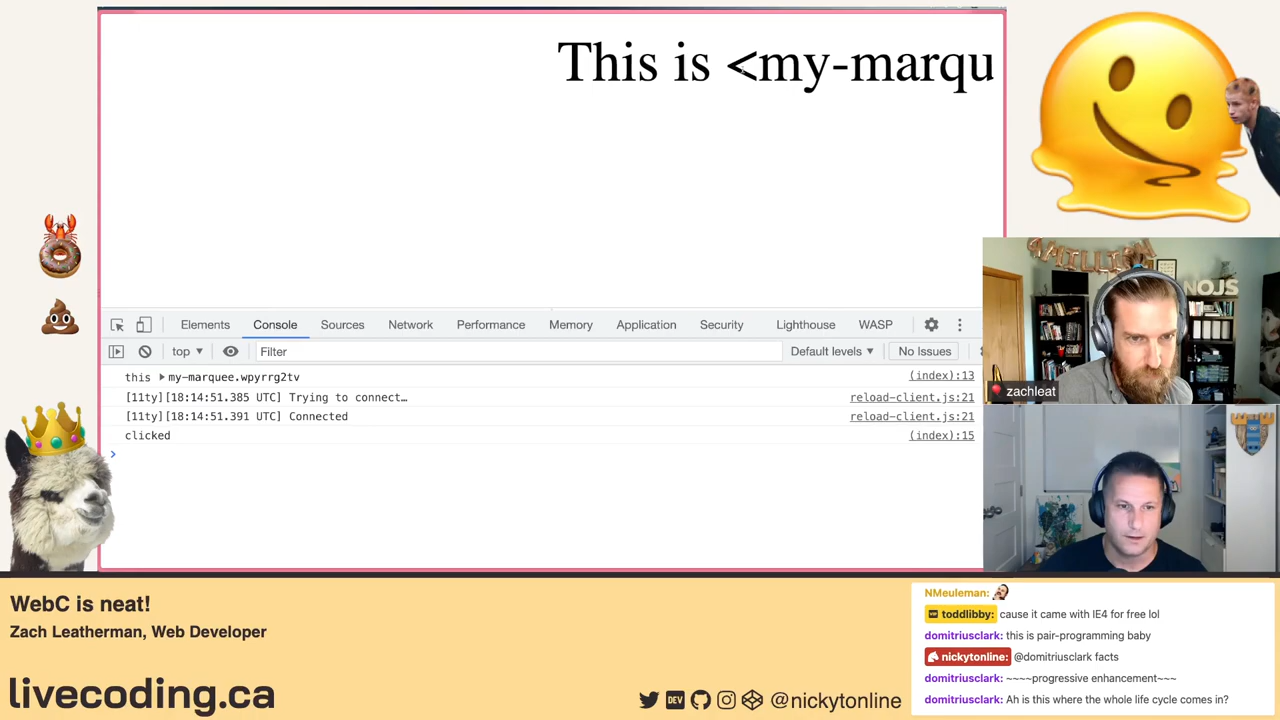 This is <my-marqu
MILLION
NOJS
Elements Console Sources Network Performance Memory Application Security Lighthouse WASP
top Filter Default levels No Issues
this my-marquee.wpyrrg2tv (index):13
[11ty][18:14:51.385 UTC] Trying to connect… reload-client.js:21
[11ty][18:14:51.391 UTC] Connected reload-client.js:21
clicked (index):15
zachleat
WebC is neat!
Zach Leatherman, Web Developer
livecoding.ca
DEV @nickytonline
NMeuleman:
toddlibby: cause it came with IE4 for free lol
domitriusclark: this is pair-programming baby
nickytonline: @domitriusclark facts
domitriusclark: ~~~~progressive enhancement~~~
domitriusclark: Ah is this where the whole life cycle comes in?